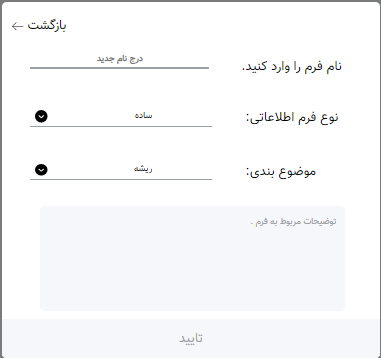 بازگشت
نام فرم را وارد کنید.
درج نام جدید
نوع فرم اطلاعاتی:
ساده
موضوع بندی:
ریشه
توضیحات مربوط به فرم .
تایید